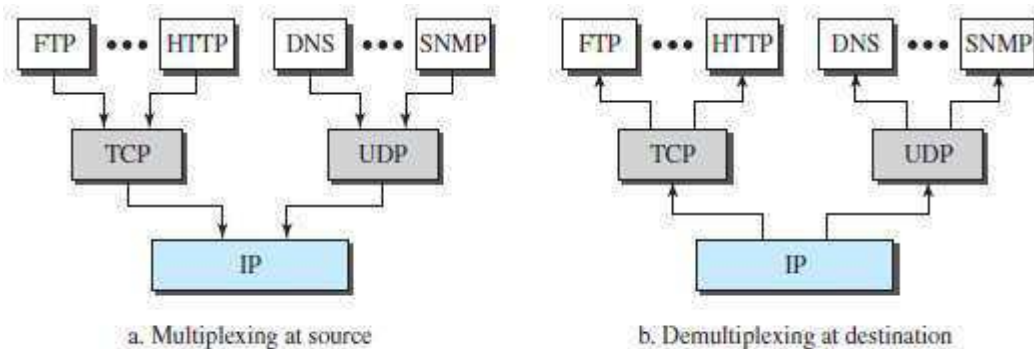 FTP ••• HTTP DNS ••• SNMP FTP ••• HTTP DNS ••• SNMP
TCP UDP TCP UDP
IP IP
a. Multiplexing at source b. Demultiplexing at destination